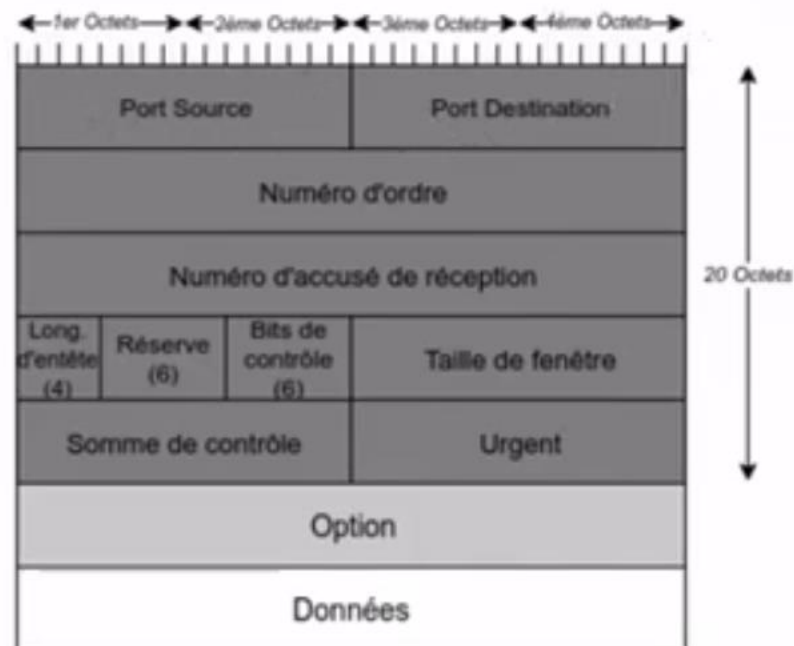 1er Octets 2ème Octets 3ème Octets 4ème Octets
Port Source Port Destination
Numéro d'ordre
Numéro d'accusé de réception
20 Octets
Long. d'entête (4)
Réserve (6)
Bits de contrôle (6)
Taille de fenêtre
Somme de contrôle Urgent
Option
Données